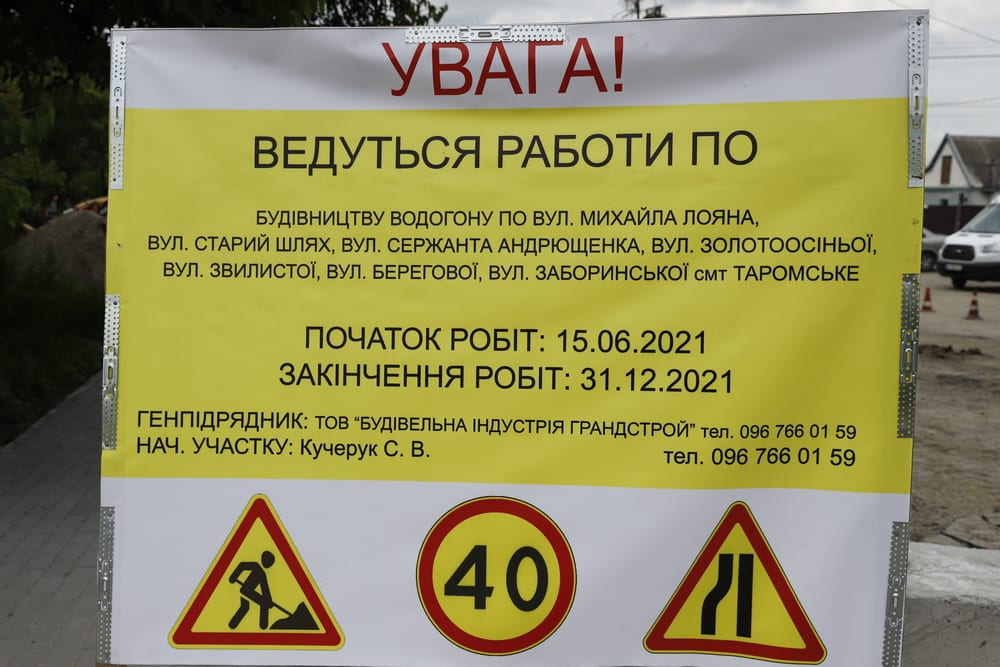 УВАГА!
ВЕДУТЬСЯ РАБОТИ ПО
БУДІВНИЦТВУ ВОДОГОНУ ПО ВУЛ. МИХАЙЛА ЛОЯНА,
ВУЛ. СТАРИЙ ШЛЯХ, ВУЛ. СЕРЖАНТА АНДРЮЩЕНКА, ВУЛ. ЗОЛОТООСІНЬОЇ,
ВУЛ. ЗВИЛИСТОЇ, ВУЛ. БЕРЕГОВОЇ, ВУЛ. ЗАБОРИНСЬКОЇ смт ТАРОМСЬКЕ
ПОЧАТОК РОБІТ: 15.06.2021
ЗАКІНЧЕННЯ РОБІТ: 31.12.2021
ГЕНПІДРЯДНИК: ТОВ “БУДІВЕЛЬНА ІНДУСТРІЯ ГРАНДСТРОЙ” тел. 096 766 01 59
НАЧ. УЧАСТКУ: Кучерук С. В. тел. 096 766 01 59
40